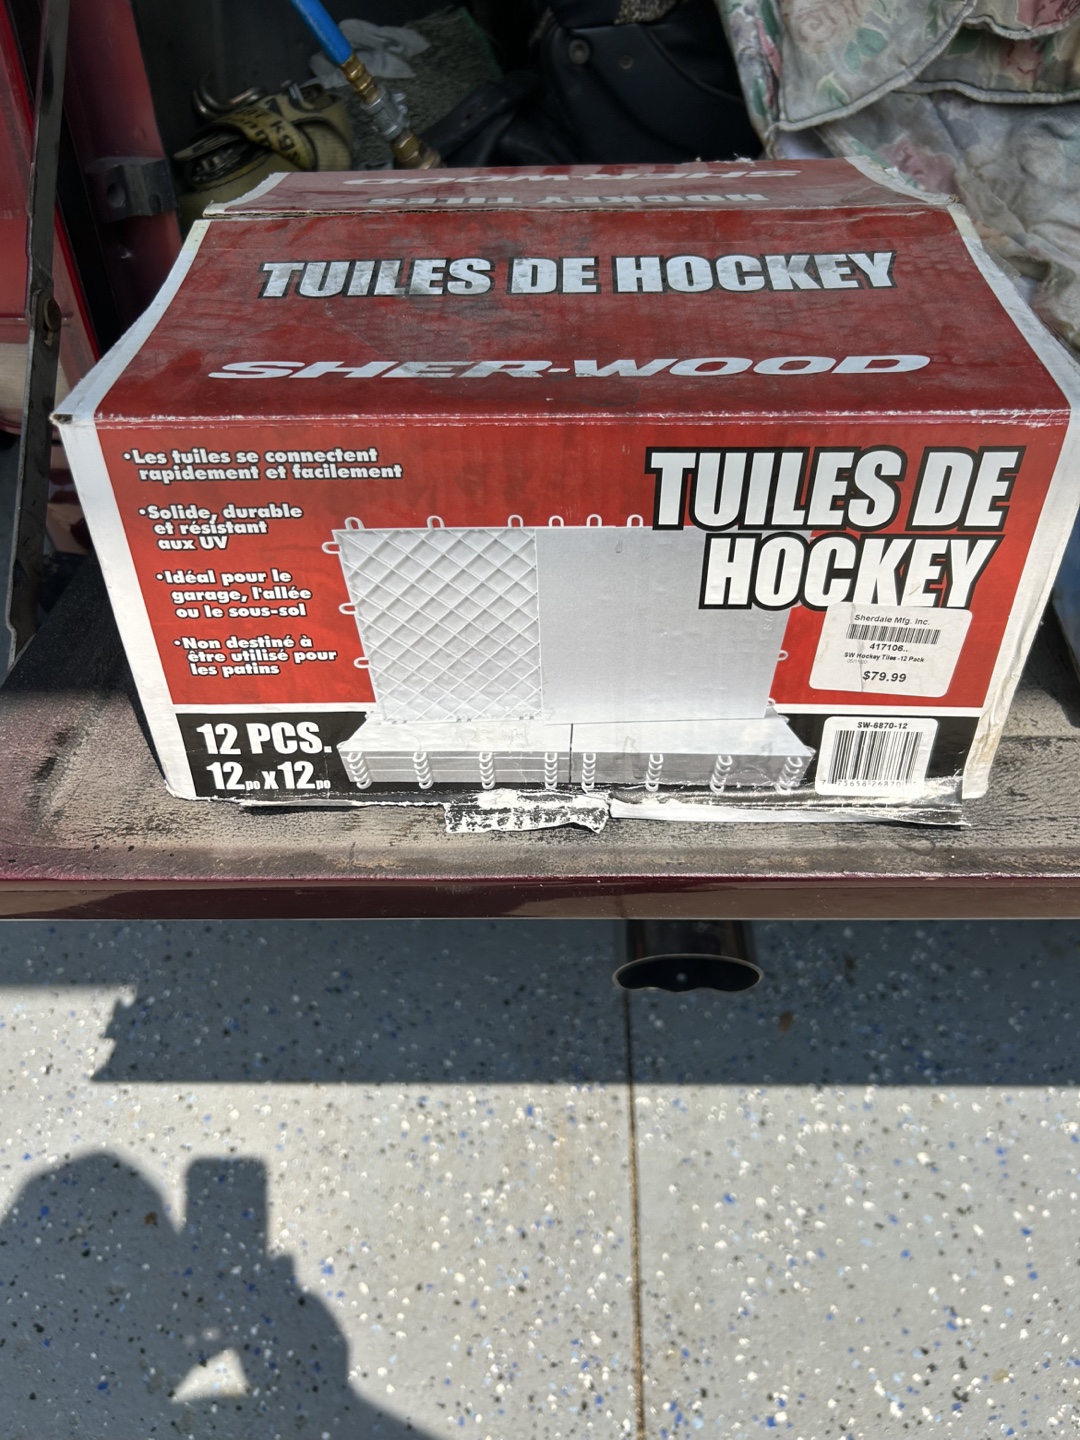 SHER-WOOD
HOCKEY TILES
TUILES DE HOCKEY
SHER-WOOD
•Les tuiles se connectent
rapidement et facilement
•Solide, durable
et résistant
aux UV
•Idéal pour le
garage, l'allée
ou le sous-sol
•Non destiné à
être utilisé pour
les patins
TUILES DE
HOCKEY
Sherdale Mfg. Inc.
417106..
SW Hockey Tiles -12 Pack
$79.99
12 PCS.
12po x 12po
SW-6870-12